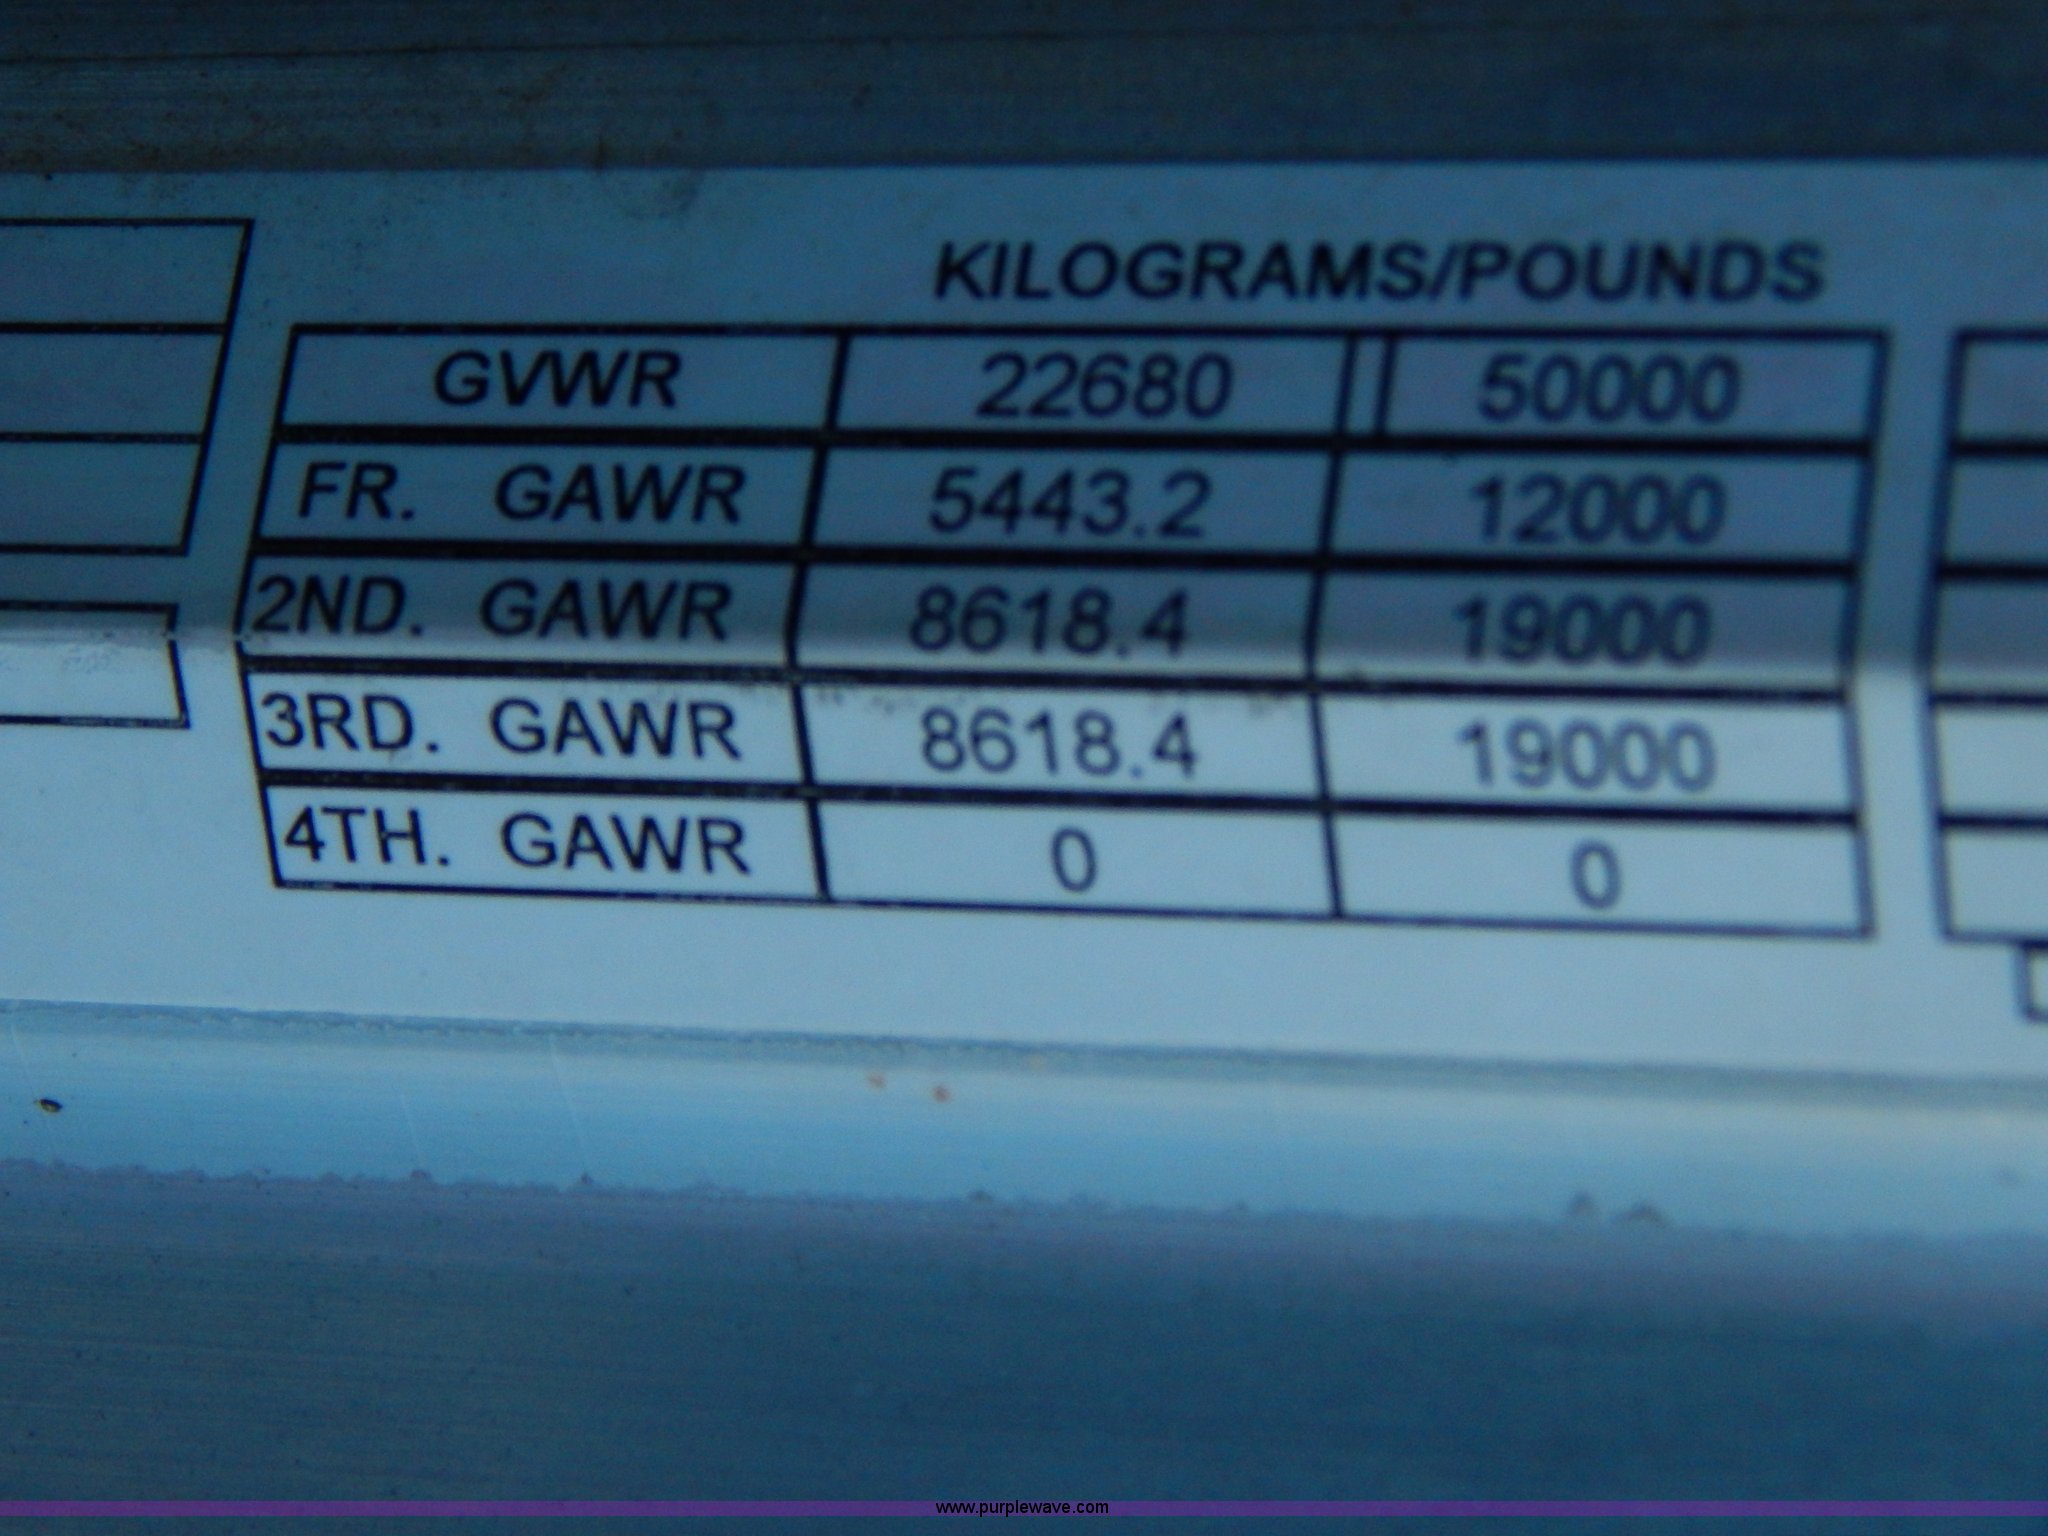 KILOGRAMS/POUNDS
GVWR 22680 50000
FR. GAWR 5443.2 12000
2ND. GAWR 8618.4 19000
3RD. GAWR 8618.4 19000
4TH. GAWR 0 0
www.purplewave.com